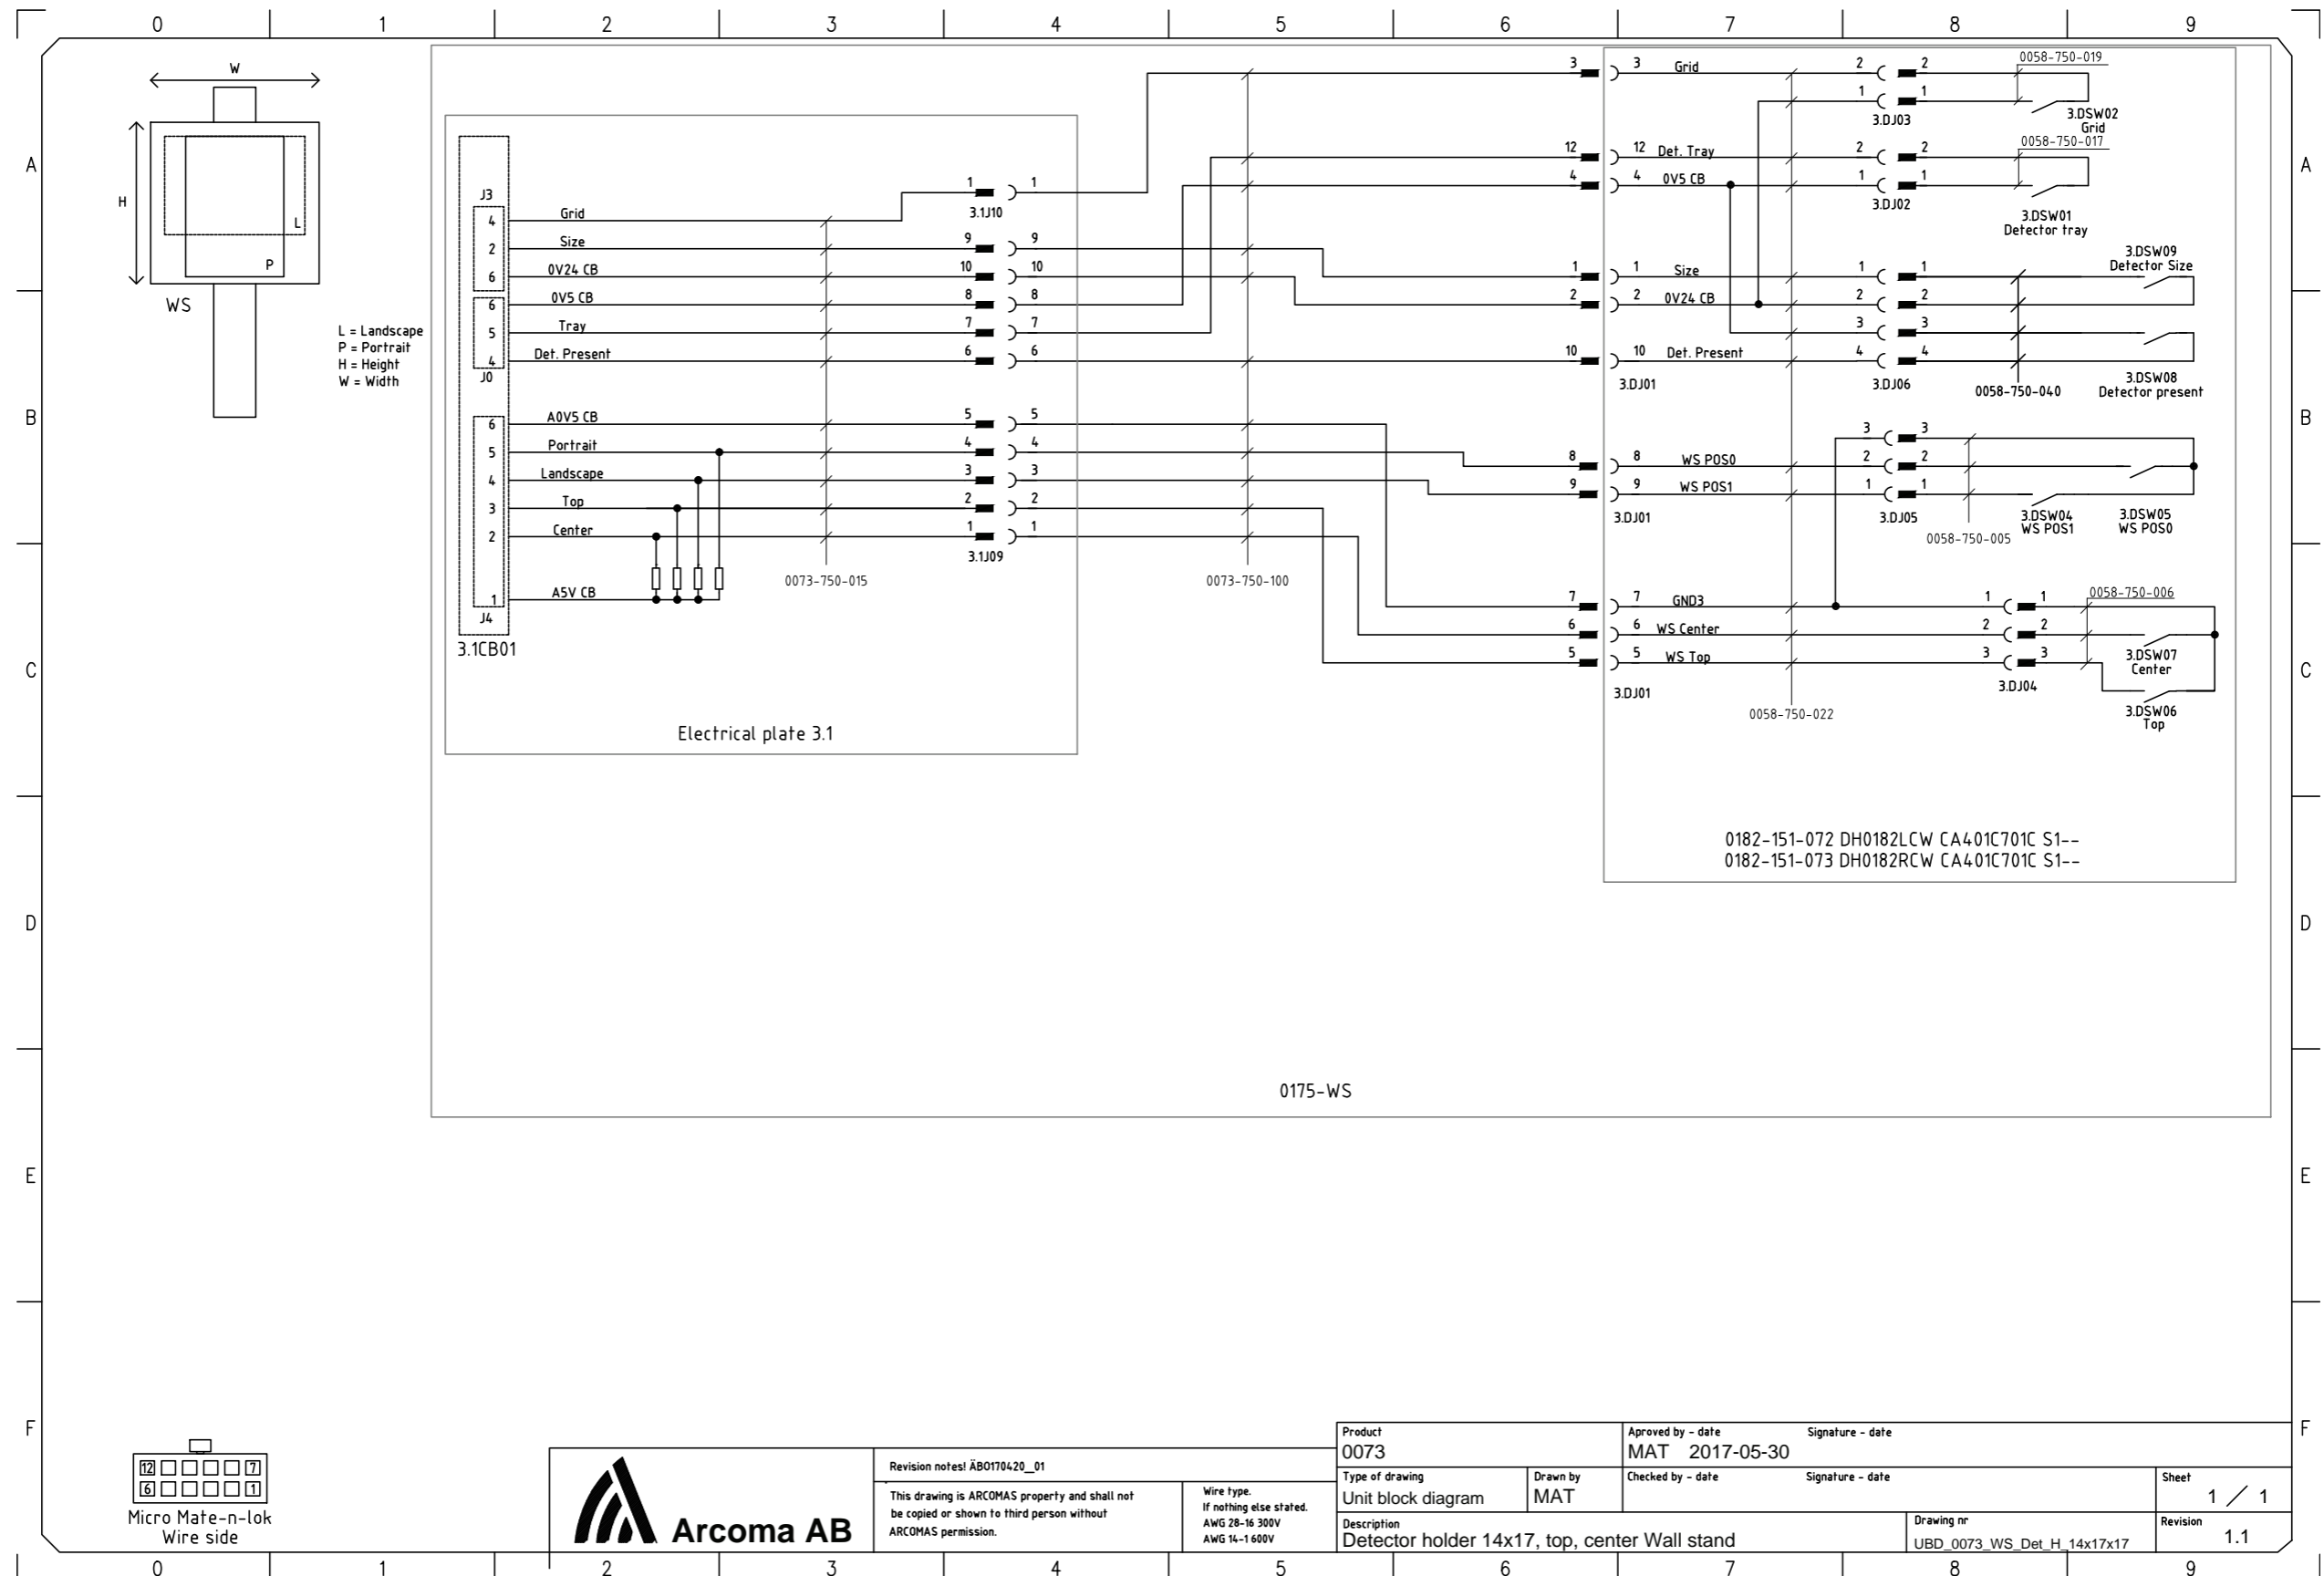 0 1 2 3 4 5 6 7 8 9
A
B
C
D
E
F
W
H
L
P
WS
L = Landscape
P = Portrait
H = Height
W = Width
J3
4 Grid 1 1
3.1J10
2 Size 9 9
6 0V24 CB 10 10
6 0V5 CB 8 8
5 Tray 7 7
4 Det. Present 6 6
J0
6 A0V5 CB 5 5
5 Portrait 4 4
4 Landscape 3 3
3 Top 2 2
2 Center 1 1
3.1J09
1 A5V CB
J4
3.1CB01
0073-750-015
0073-750-100
Electrical plate 3.1
3 3 Grid 2 2
0058-750-019
1 1
3.DJ03
3.DSW02
Grid
0058-750-017
12 12 Det. Tray 2 2
4 4 0V5 CB 1 1
3.DJ02
3.DSW01
Detector tray
3.DSW09
Detector Size
1 1 Size 1 1
2 2 0V24 CB 2 2
3 3
10 10 Det. Present 4 4
3.DJ01
3.DJ06
0058-750-040
3.DSW08
Detector present
3 3
8 8 WS POS0 2 2
9 9 WS POS1 1 1
3.DJ01
3.DJ05
3.DSW04
WS POS1
3.DSW05
WS POS0
0058-750-005
0058-750-006
7 7 GND3 1 1
6 6 WS Center 2 2
5 5 WS Top 3 3
3.DJ01
3.DJ04
3.DSW07
Center
3.DSW06
Top
0058-750-022
0182-151-072 DH0182LCW CA401C701C S1--
0182-151-073 DH0182RCW CA401C701C S1--
0175-WS
12 7
6 1
Micro Mate-n-lok
Wire side
Arcoma AB
Revision notes! ÄBO170420_01
This drawing is ARCOMAS property and shall not
be copied or shown to third person without
ARCOMAS permission.
Wire type.
If nothing else stated.
AWG 28-16 300V
AWG 14-1 600V
Product
0073
Aproved by - date Signature - date
MAT 2017-05-30
Type of drawing
Unit block diagram
Drawn by
MAT
Checked by - date Signature - date
Sheet
1 / 1
Description
Detector holder 14x17, top, center Wall stand
Drawing nr
UBD_0073_WS_Det_H_14x17x17
Revision
1.1
A
B
C
D
E
F
0 1 2 3 4 5 6 7 8 9